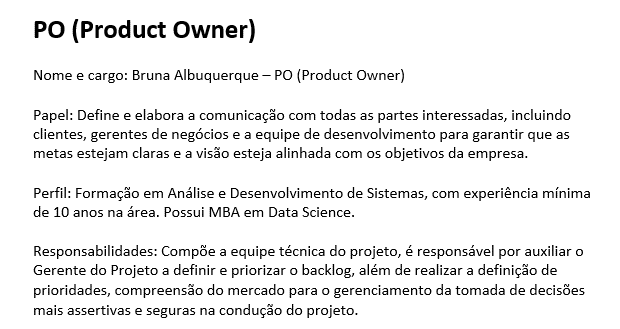 PO (Product Owner)
Nome e cargo: Bruna Albuquerque – PO (Product Owner)
Papel: Define e elabora a comunicação com todas as partes interessadas, incluindo
clientes, gerentes de negócios e a equipe de desenvolvimento para garantir que as
metas estejam claras e a visão esteja alinhada com os objetivos da empresa.
Perfil: Formação em Análise e Desenvolvimento de Sistemas, com experiência mínima
de 10 anos na área. Possui MBA em Data Science.
Responsabilidades: Compõe a equipe técnica do projeto, é responsável por auxiliar o
Gerente do Projeto a definir e priorizar o backlog, além de realizar a definição de
prioridades, compreensão do mercado para o gerenciamento da tomada de decisões
mais assertivas e seguras na condução do projeto.